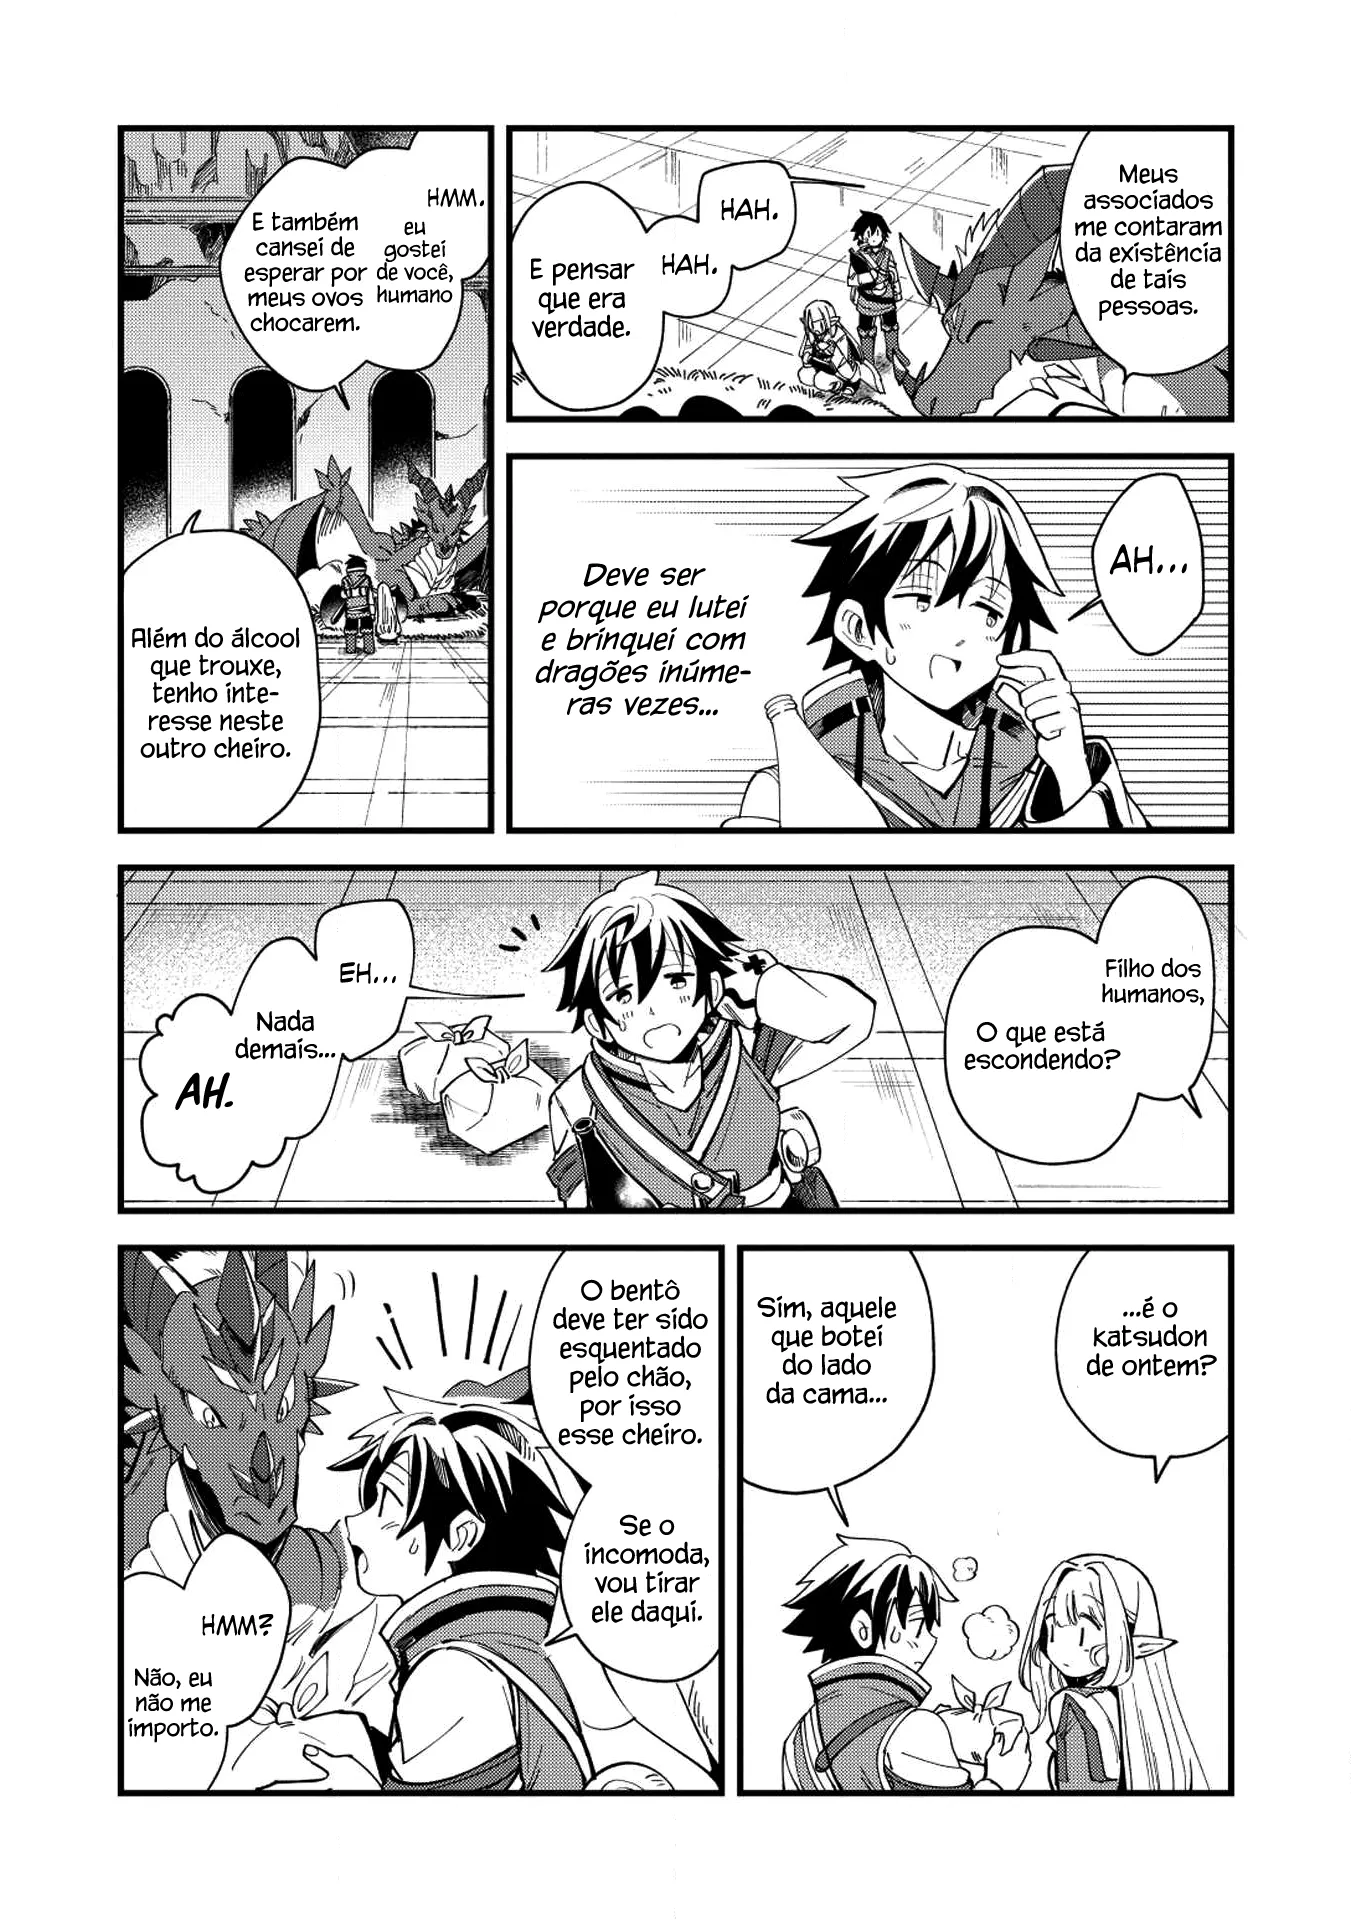 Meus
associados
me contaram
da existência
de tais
pessoas.
HAH.
HAH.
E pensar
que era
verdade.
AH...
Deve ser
porque eu lutei
e brinquei com
dragões inúme-
ras vezes...
HMM.
eu
gostei
de você,
humano
E também
cansei de
esperar por
meus ovos
chocarem.
Além do álcool
que trouxe,
tenho inte-
resse neste
outro cheiro.
Filho dos
humanos,
O que está
escondendo?
EH...
Nada
demais...
AH.
...é o
katsudon
de ontem?
Sim, aquele
que botei
do lado
da cama...
O bentô
deve ter sido
esquentado
pelo chão,
por isso
esse cheiro.
Se o
incomoda,
vou tirar
ele daqui.
HMM?
Não, eu
não me
importo.